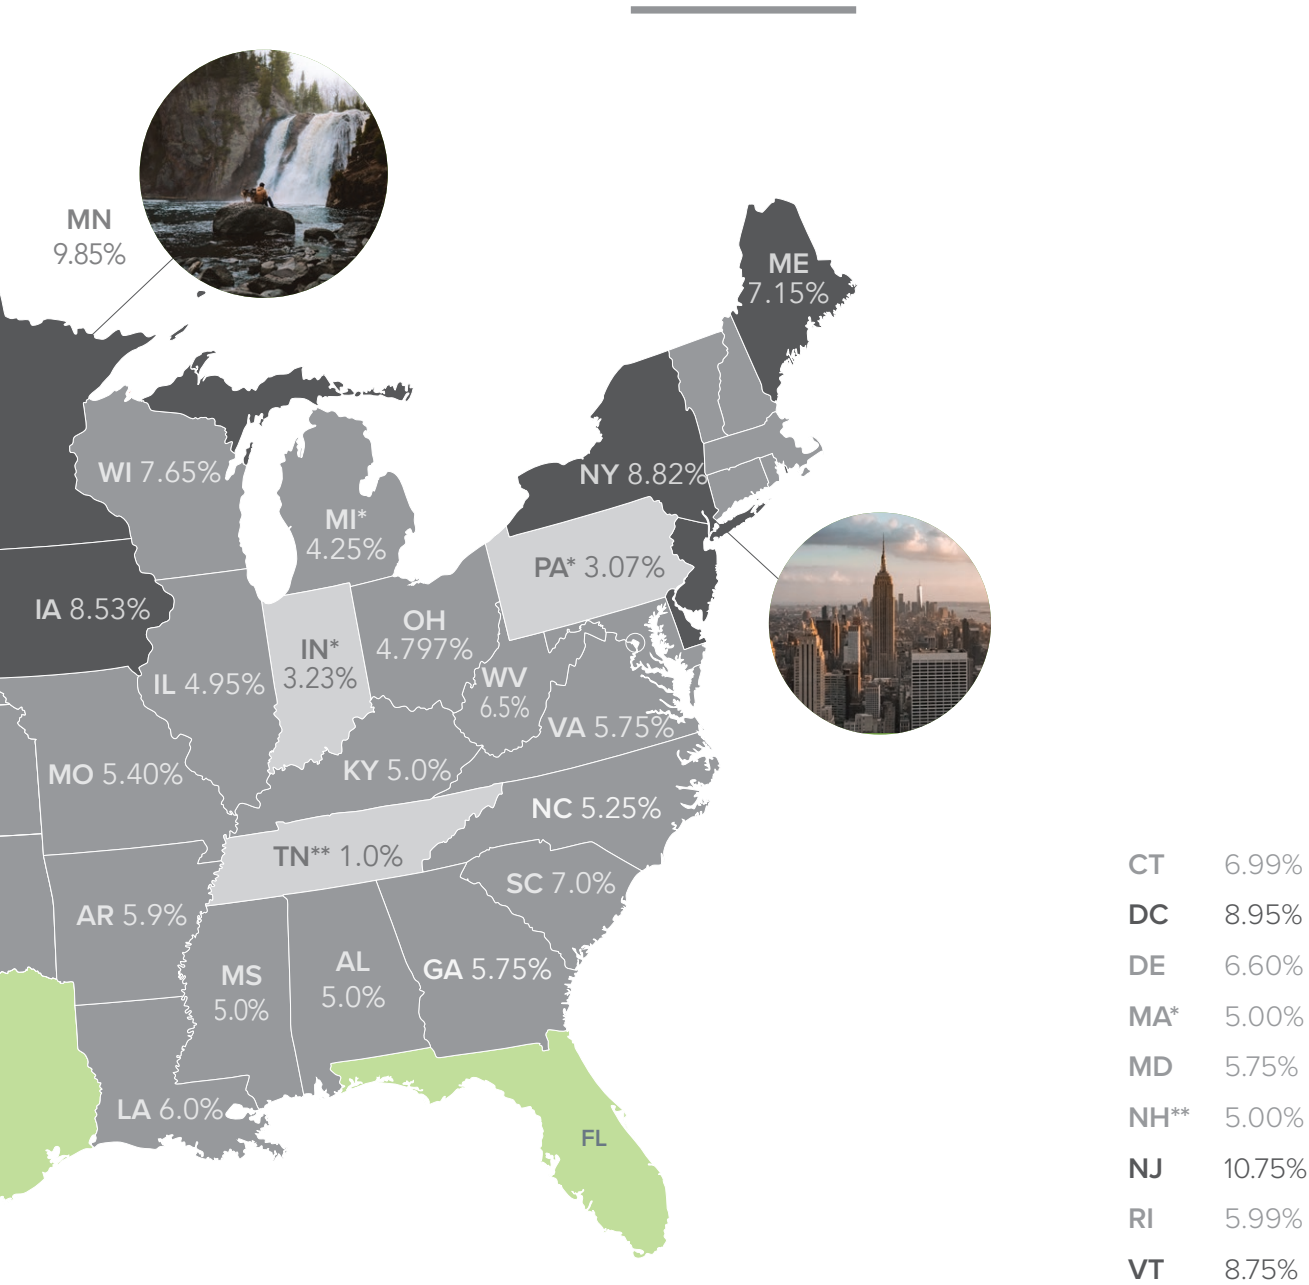 MN
9.85%
ME
7.15%
WI 7.65%
NY 8.82%
MI*
4.25%
PA* 3.07%
IA 8.53%
OH
4.797%
IN*
3.23%
IL 4.95%
WV
6.5%
VA 5.75%
MO 5.40%
KY 5.0%
NC 5.25%
TN** 1.0%
SC 7.0%
AR 5.9%
MS
5.0%
AL
5.0%
GA 5.75%
LA 6.0%
FL
CT 6.99%
DC 8.95%
DE 6.60%
MA* 5.00%
MD 5.75%
NH** 5.00%
NJ 10.75%
RI 5.99%
VT 8.75%